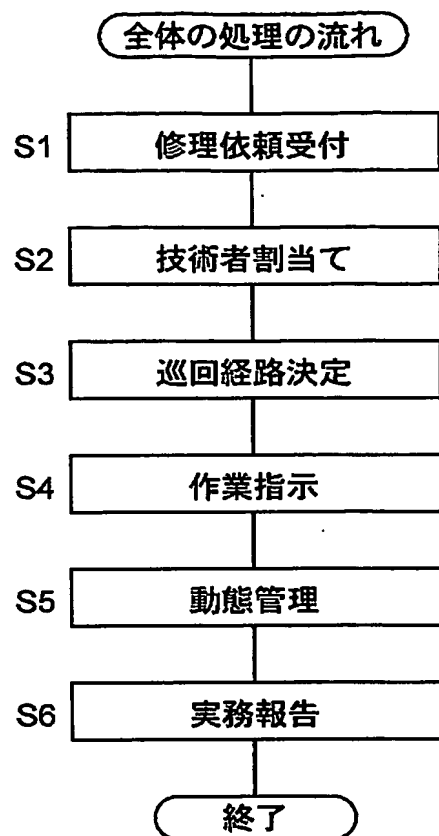 全体の処理の流れ
S1 修理依頼受付
S2 技術者割当て
S3 巡回経路決定
S4 作業指示
S5 動態管理
S6 実務報告
終了